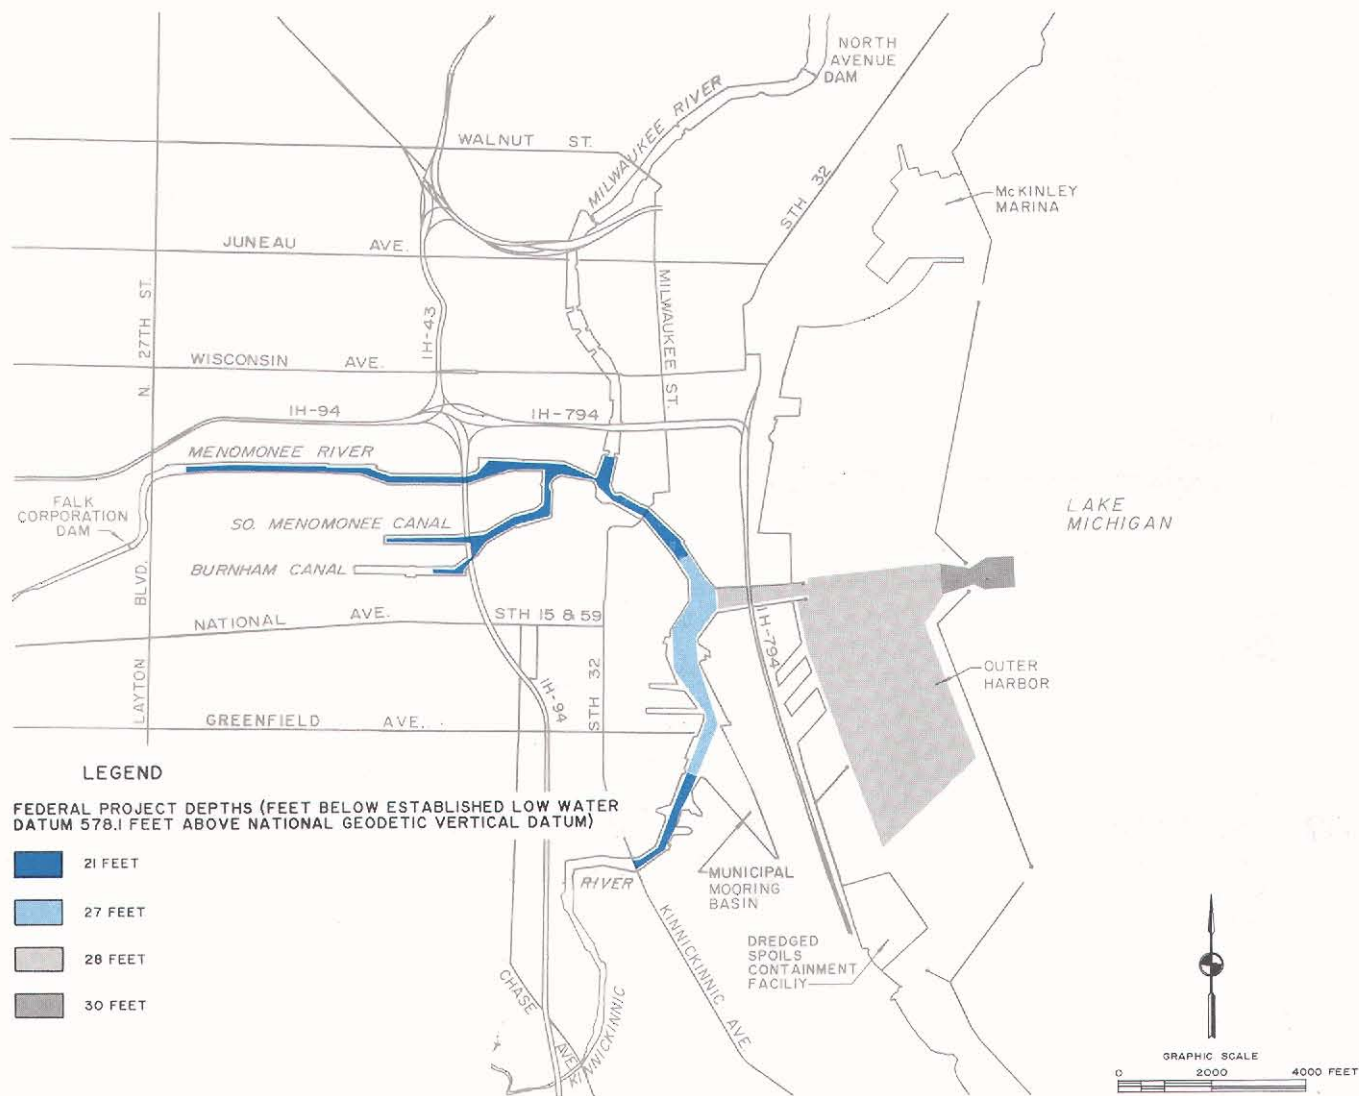 NORTH
AVENUE
DAM
MILWAUKEE RIVER
WALNUT ST.
STH 32
McKINLEY
MARINA
JUNEAU AVE.
N. 27TH ST.
IH-43
MILWAUKEE ST.
WISCONSIN AVE.
IH-94
IH-794
MENOMONEE RIVER
FALK
CORPORATION
DAM
SO. MENOMONEE CANAL
LAKE
MICHIGAN
BURNHAM CANAL
LAYTON BLVD.
NATIONAL AVE.
STH 15 & 59
IH-794
STH 32
IH-94
OUTER
HARBOR
GREENFIELD AVE.
LEGEND
FEDERAL PROJECT DEPTHS (FEET BELOW ESTABLISHED LOW WATER
DATUM 578.1 FEET ABOVE NATIONAL GEODETIC VERTICAL DATUM)
21 FEET
27 FEET
28 FEET
30 FEET
RIVER
MUNICIPAL
MOORING
BASIN
KINNICKINNIC AVE.
DREDGED
SPOILS
CONTAINMENT
FACILIY
CHASE AVE.
KINNICKINNIC
GRAPHIC SCALE
0 2000 4000 FEET